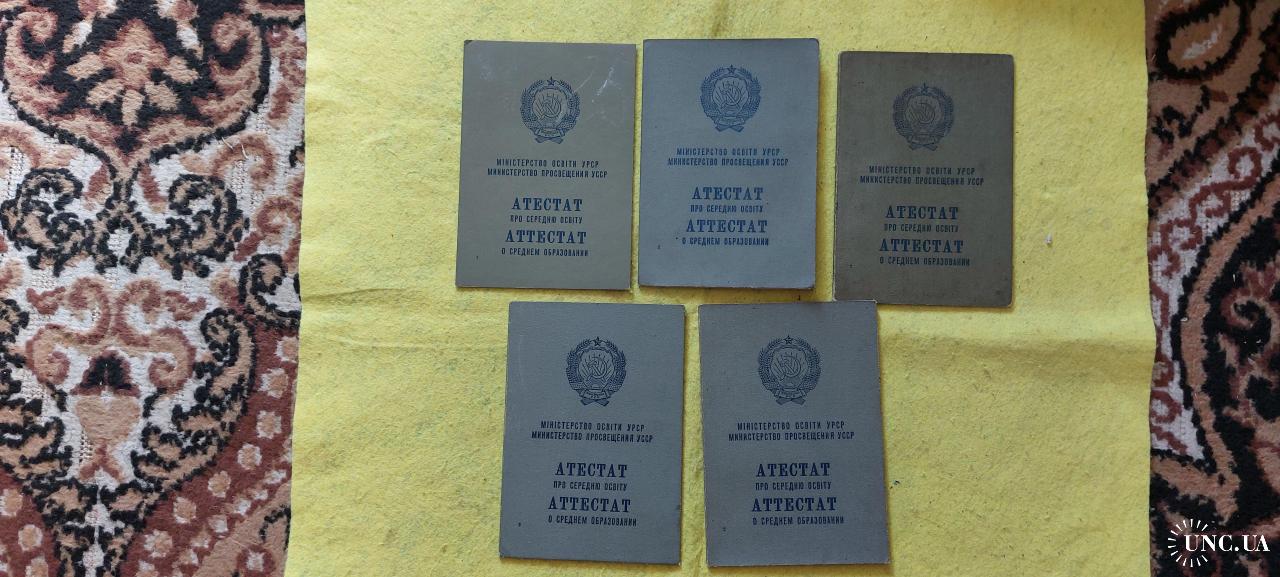 МІНІСТЕРСТВО ОСВІТИ УРСР
МИНИСТЕРСТВО ПРОСВЕЩЕНИЯ УССР
АТЕСТАТ
ПРО СЕРЕДНЮ ОСВІТУ
АТТЕСТАТ
О СРЕДНЕМ ОБРАЗОВАНИИ
МІНІСТЕРСТВО ОСВІТИ УРСР
МИНИСТЕРСТВО ПРОСВЕЩЕНИЯ УССР
АТЕСТАТ
ПРО СЕРЕДНЮ ОСВІТУ
АТТЕСТАТ
О СРЕДНЕМ ОБРАЗОВАНИИ
МІНІСТЕРСТВО ОСВІТИ УРСР
МИНИСТЕРСТВО ПРОСВЕЩЕНИЯ УССР
АТЕСТАТ
ПРО СЕРЕДНЮ ОСВІТУ
АТТЕСТАТ
О СРЕДНЕМ ОБРАЗОВАНИИ
МІНІСТЕРСТВО ОСВІТИ УРСР
МИНИСТЕРСТВО ПРОСВЕЩЕНИЯ УССР
АТЕСТАТ
ПРО СЕРЕДНЮ ОСВІТУ
АТТЕСТАТ
О СРЕДНЕМ ОБРАЗОВАНИИ
МІНІСТЕРСТВО ОСВІТИ УРСР
МИНИСТЕРСТВО ПРОСВЕЩЕНИЯ УССР
АТЕСТАТ
ПРО СЕРЕДНЮ ОСВІТУ
АТТЕСТАТ
О СРЕДНЕМ ОБРАЗОВАНИИ
UNC.UA